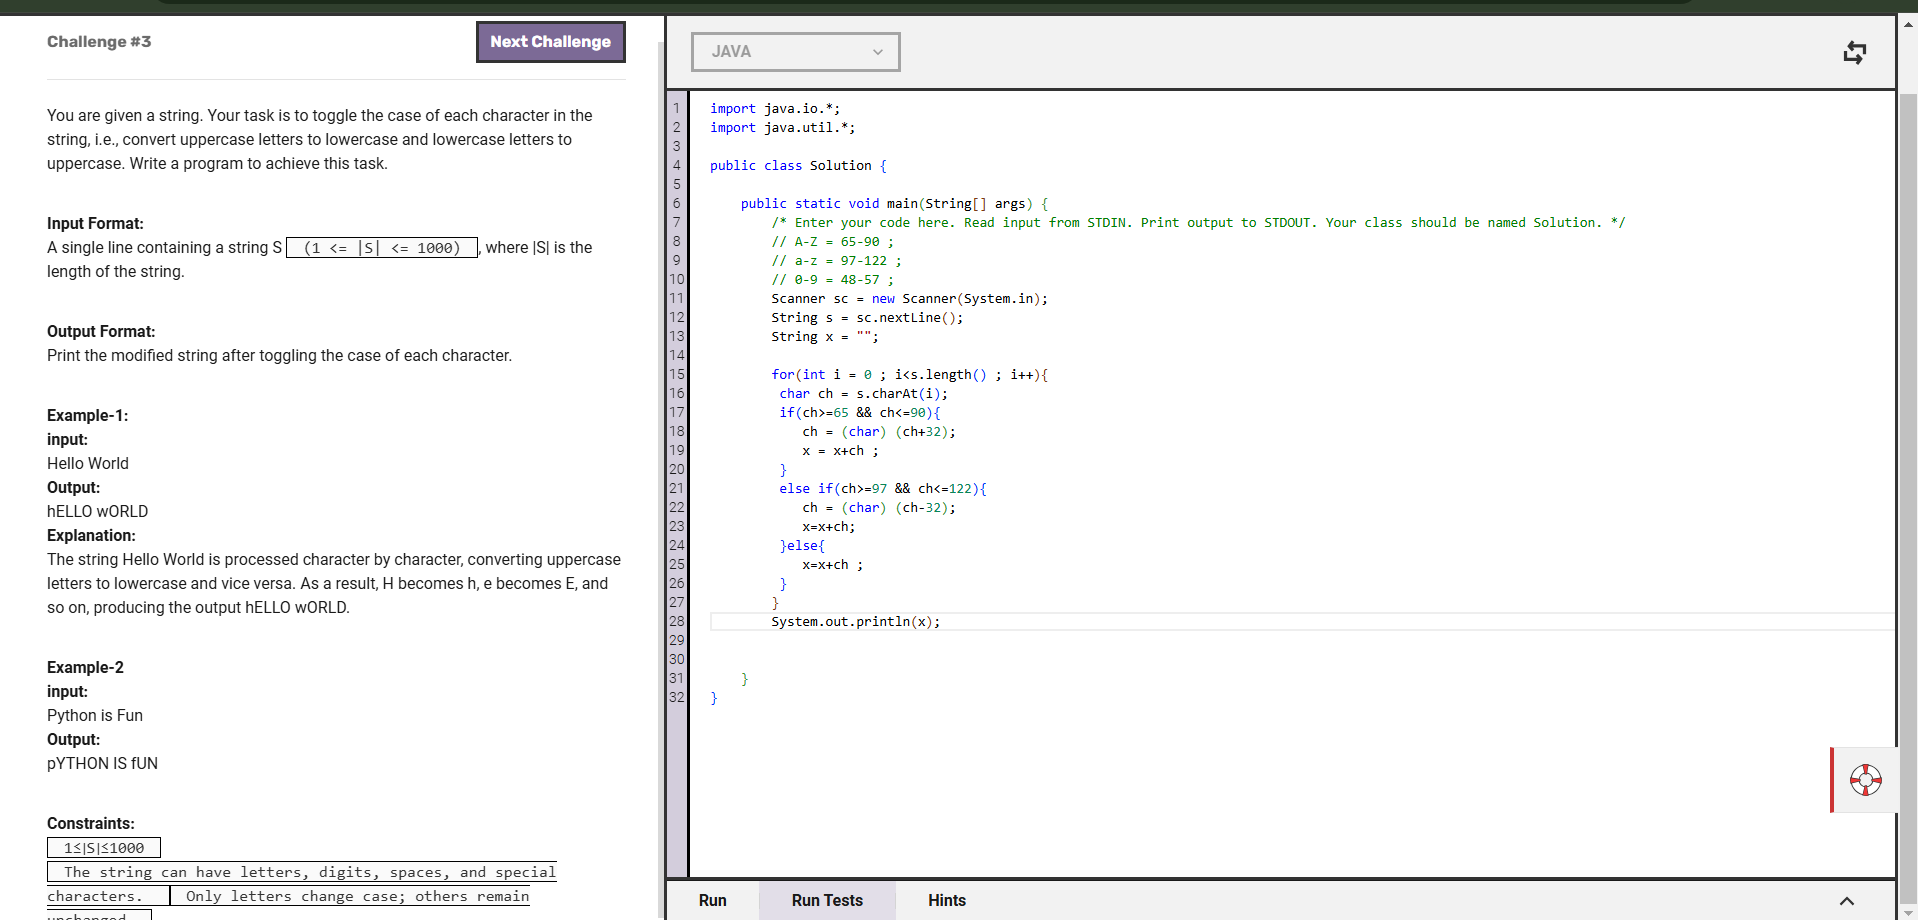 Challenge #3
Next Challenge
You are given a string. Your task is to toggle the case of each character in the
string, i.e., convert uppercase letters to lowercase and lowercase letters to
uppercase. Write a program to achieve this task.
Input Format:
A single line containing a string S (1 <= |S| <= 1000) , where |S| is the
length of the string.
Output Format:
Print the modified string after toggling the case of each character.
Example-1:
input:
Hello World
Output:
hELLO wORLD
Explanation:
The string Hello World is processed character by character, converting uppercase
letters to lowercase and vice versa. As a result, H becomes h, e becomes E, and
so on, producing the output hELLO wORLD.
Example-2
input:
Python is Fun
Output:
pYTHON IS fUN
Constraints:
1≤|S|≤1000
The string can have letters, digits, spaces, and special
characters. Only letters change case; others remain
unchanged.
JAVA
1 import java.io.*;
2 import java.util.*;
3
4 public class Solution {
5
6 public static void main(String[] args) {
7 /* Enter your code here. Read input from STDIN. Print output to STDOUT. Your class should be named Solution. */
8 // A-Z = 65-90 ;
9 // a-z = 97-122 ;
10 // 0-9 = 48-57 ;
11 Scanner sc = new Scanner(System.in);
12 String s = sc.nextLine();
13 String x = "";
14
15 for(int i = 0 ; i<s.length() ; i++){
16 char ch = s.charAt(i);
17 if(ch>=65 && ch<=90){
18 ch = (char) (ch+32);
19 x = x+ch ;
20 }
21 else if(ch>=97 && ch<=122){
22 ch = (char) (ch-32);
23 x=x+ch;
24 }else{
25 x=x+ch ;
26 }
27 }
28 System.out.println(x);
29
30
31 }
32 }
Run Run Tests Hints